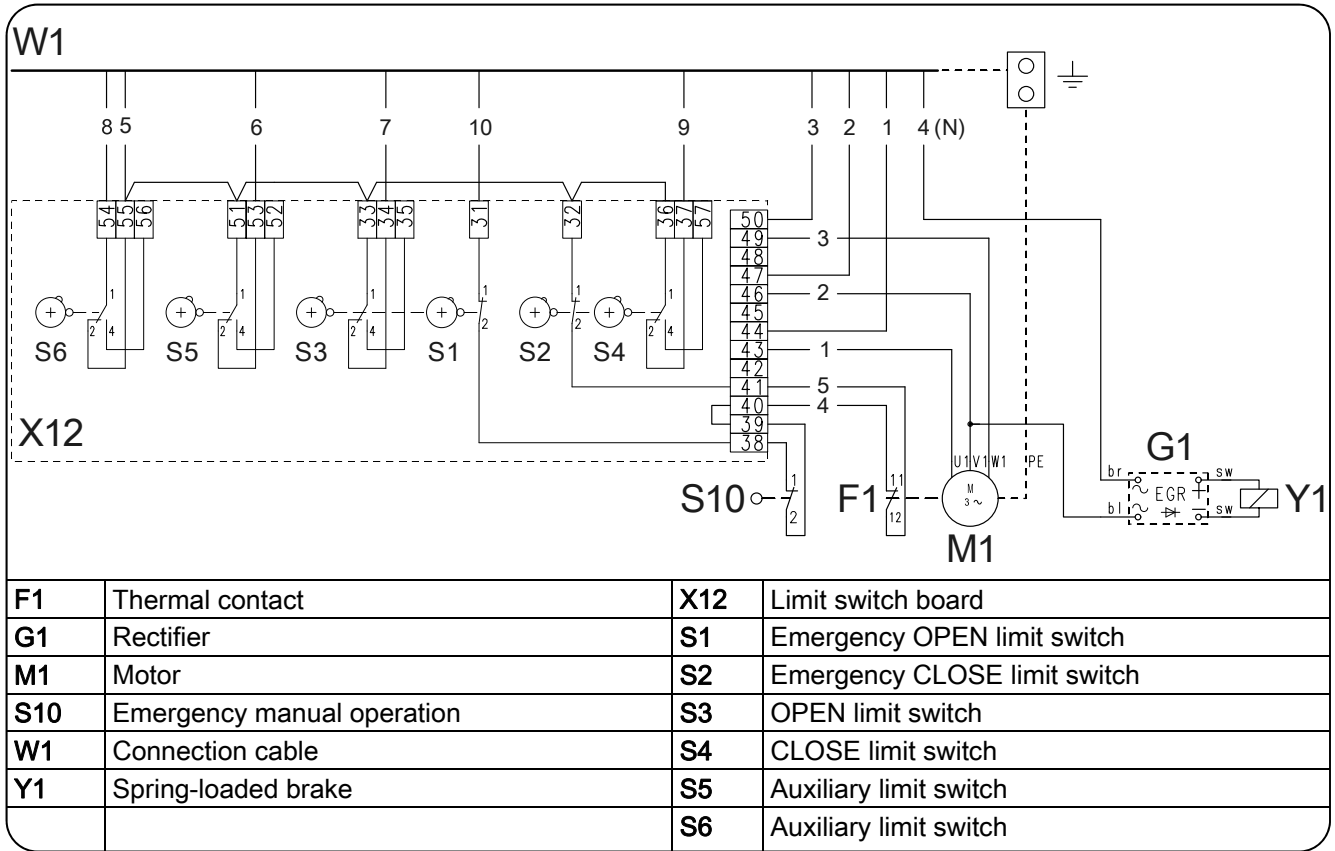 W1
8 5 6 7 10 9 3 2 1 4 (N)
54 55 56 51 53 52 33 34 35 31 32 36 37 57
50
49 3
48
47
46 2
45
44
43 1
42
41 5
40 4
39
38
1 1 1 1 1 1
2 4 2 4 2 4 2 2 2 4
S6 S5 S3 S1 S2 S4
X12
U1 V1 W1 PE
M
3 ~
M1
S10
1
2
F1
11
12
G1
br sw
~ EGR +
bl ~ – sw
Y1
F1 Thermal contact X12 Limit switch board
G1 Rectifier S1 Emergency OPEN limit switch
M1 Motor S2 Emergency CLOSE limit switch
S10 Emergency manual operation S3 OPEN limit switch
W1 Connection cable S4 CLOSE limit switch
Y1 Spring-loaded brake S5 Auxiliary limit switch
S6 Auxiliary limit switch